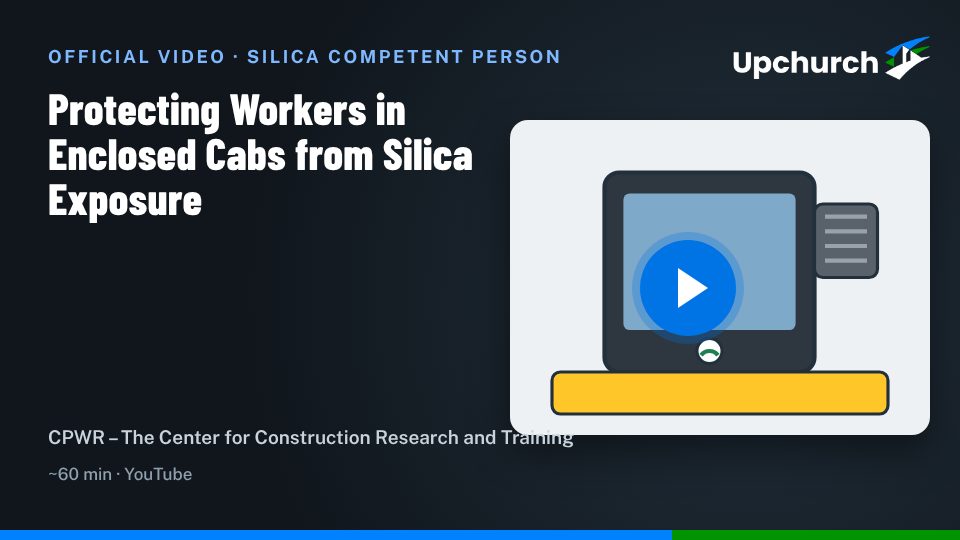 OFFICIAL VIDEO · SILICA COMPETENT PERSON
Upchurch
Protecting Workers in
Enclosed Cabs from Silica
Exposure
CPWR – The Center for Construction Research and Training
~60 min · YouTube